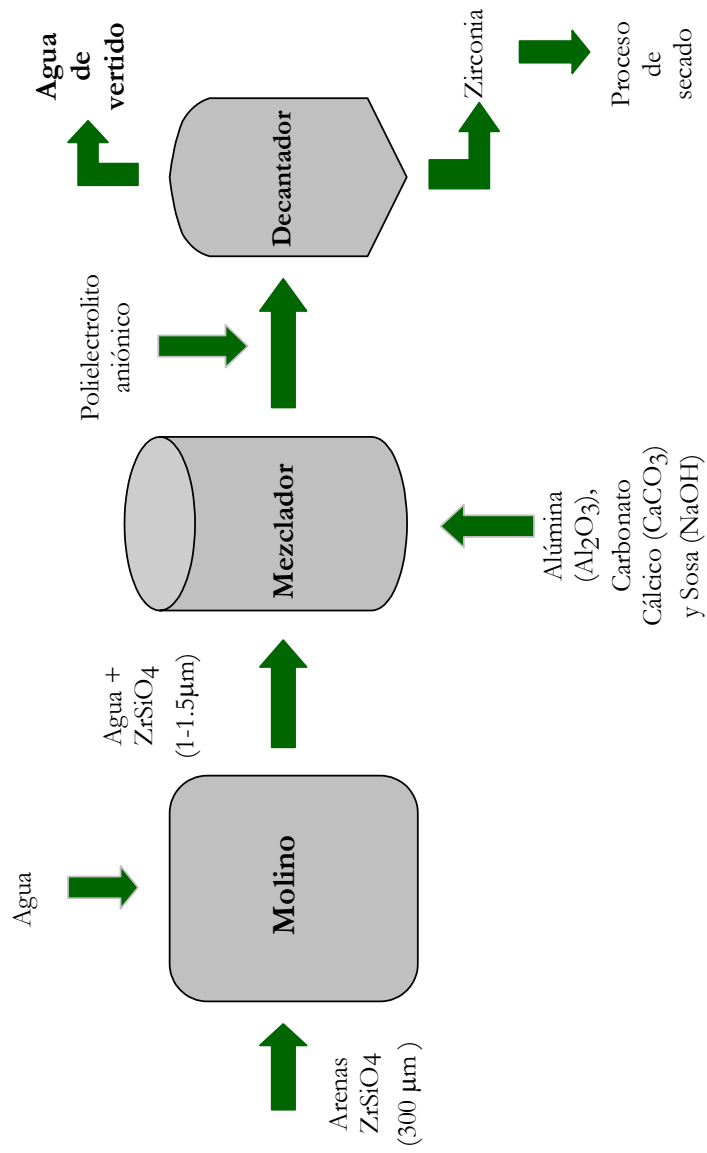 Agua
Arenas
ZrSiO4
(300 µm )
Molino
Agua +
ZrSiO4
(1-1.5µm)
Mezclador
Alúmina
(Al2O3),
Carbonato
Cálcico (CaCO3)
y Sosa (NaOH)
Polielectrolito
aniónico
Decantador
Agua
de
vertido
Zirconia
Proceso
de
secado